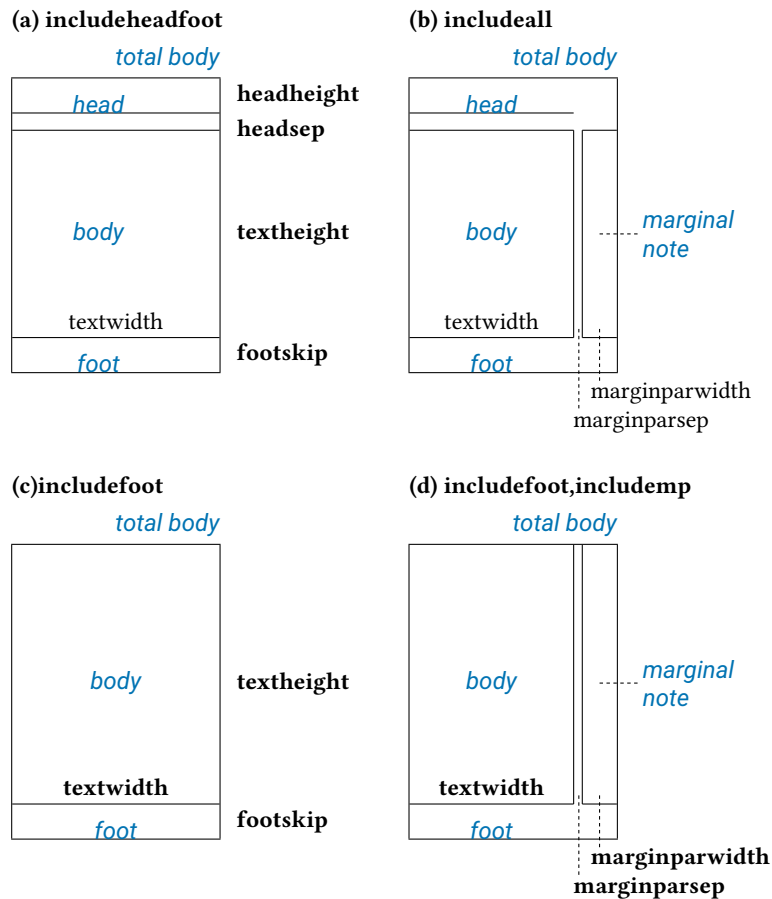 (a) includeheadfoot
total body
head
headheight
headsep
body
textheight
textwidth
foot
footskip
(b) includeall
total body
head
body
marginal
note
textwidth
foot
marginparwidth
marginparsep
(c)includefoot
total body
body
textheight
textwidth
foot
footskip
(d) includefoot,includemp
total body
body
marginal
note
textwidth
foot
marginparwidth
marginparsep